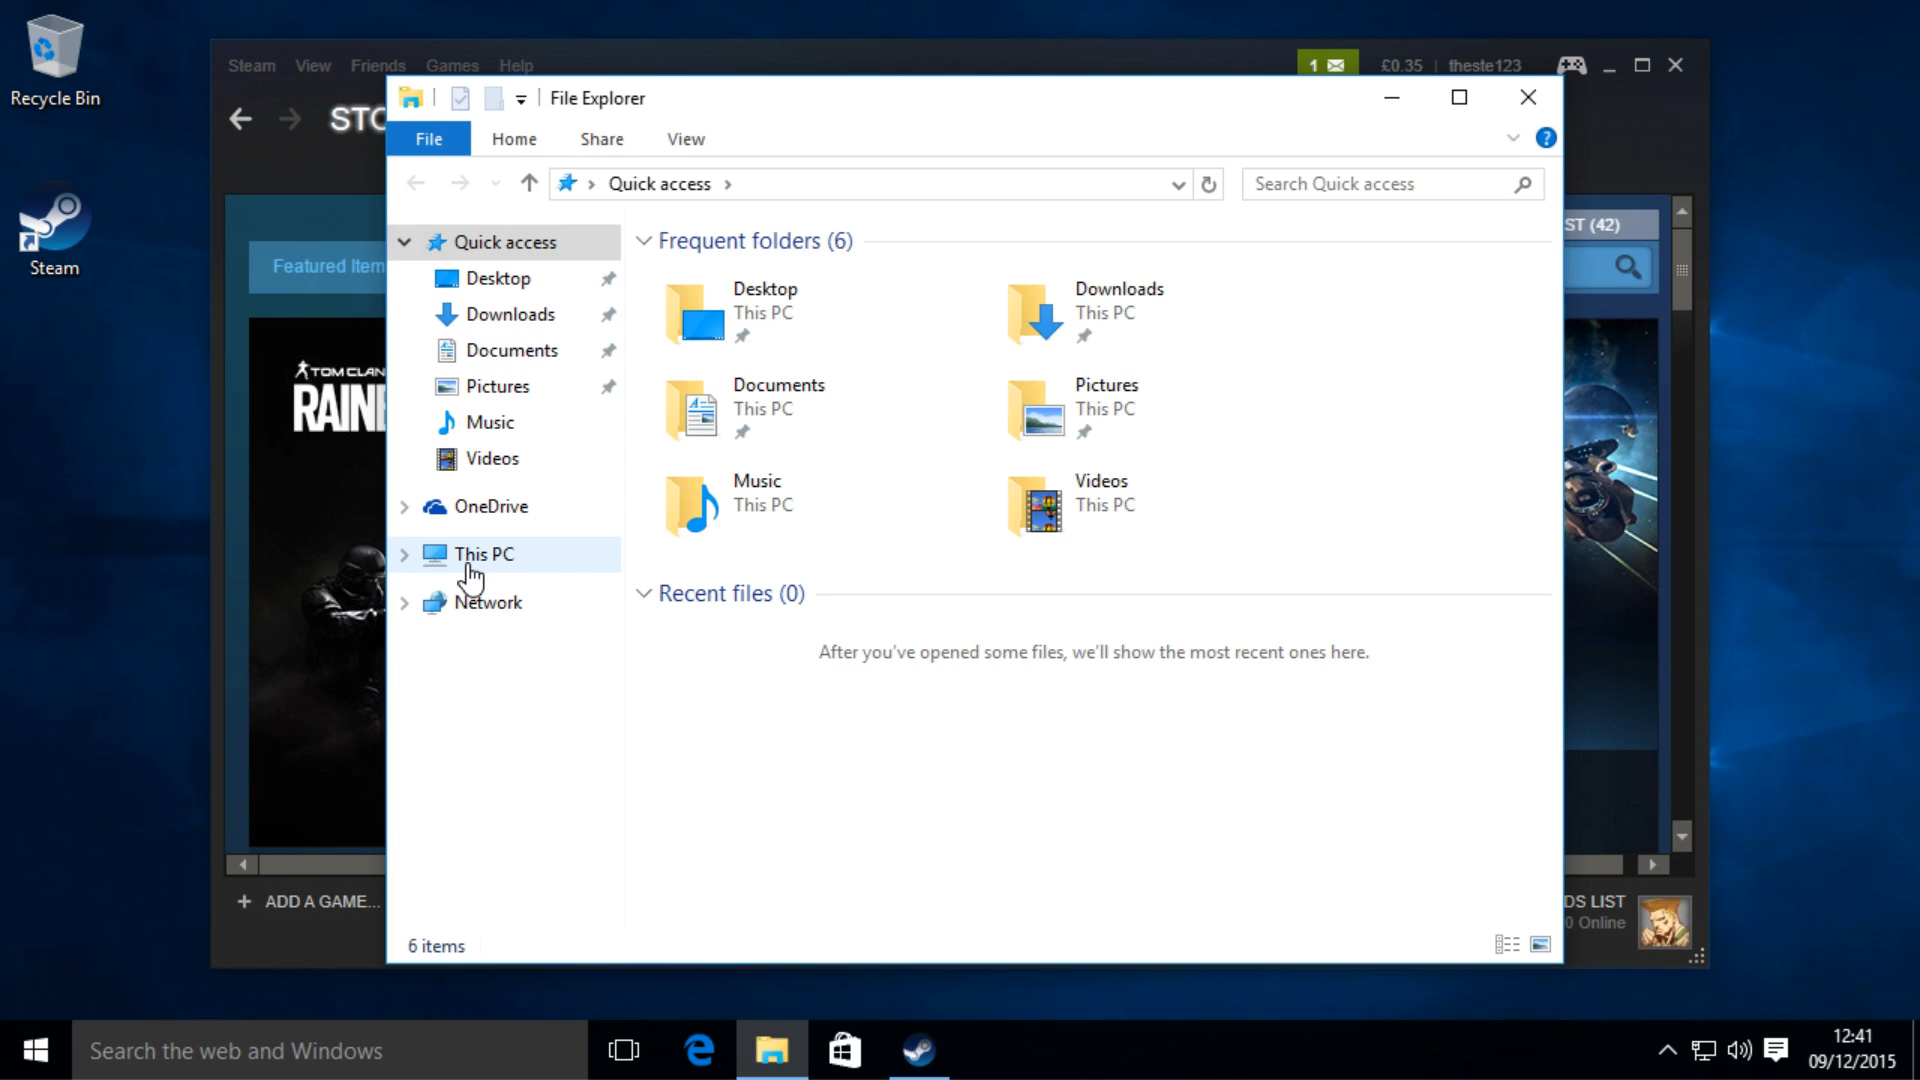 Recycle Bin
Steam
Steam View Friends Games Help
1 £0.35 | theste123
STO
File Explorer
File Home Share View
Quick access
Search Quick access
Featured Item
ST (42)
TOM CLAN
RAIN
Quick access
Desktop
Downloads
Documents
Pictures
Music
Videos
OneDrive
This PC
Network
Frequent folders (6)
Desktop
This PC
Downloads
This PC
Documents
This PC
Pictures
This PC
Music
This PC
Videos
This PC
Recent files (0)
After you've opened some files, we'll show the most recent ones here.
6 items
+ ADD A GAME...
DS LIST
0 Online
Search the web and Windows
12:41
09/12/2015